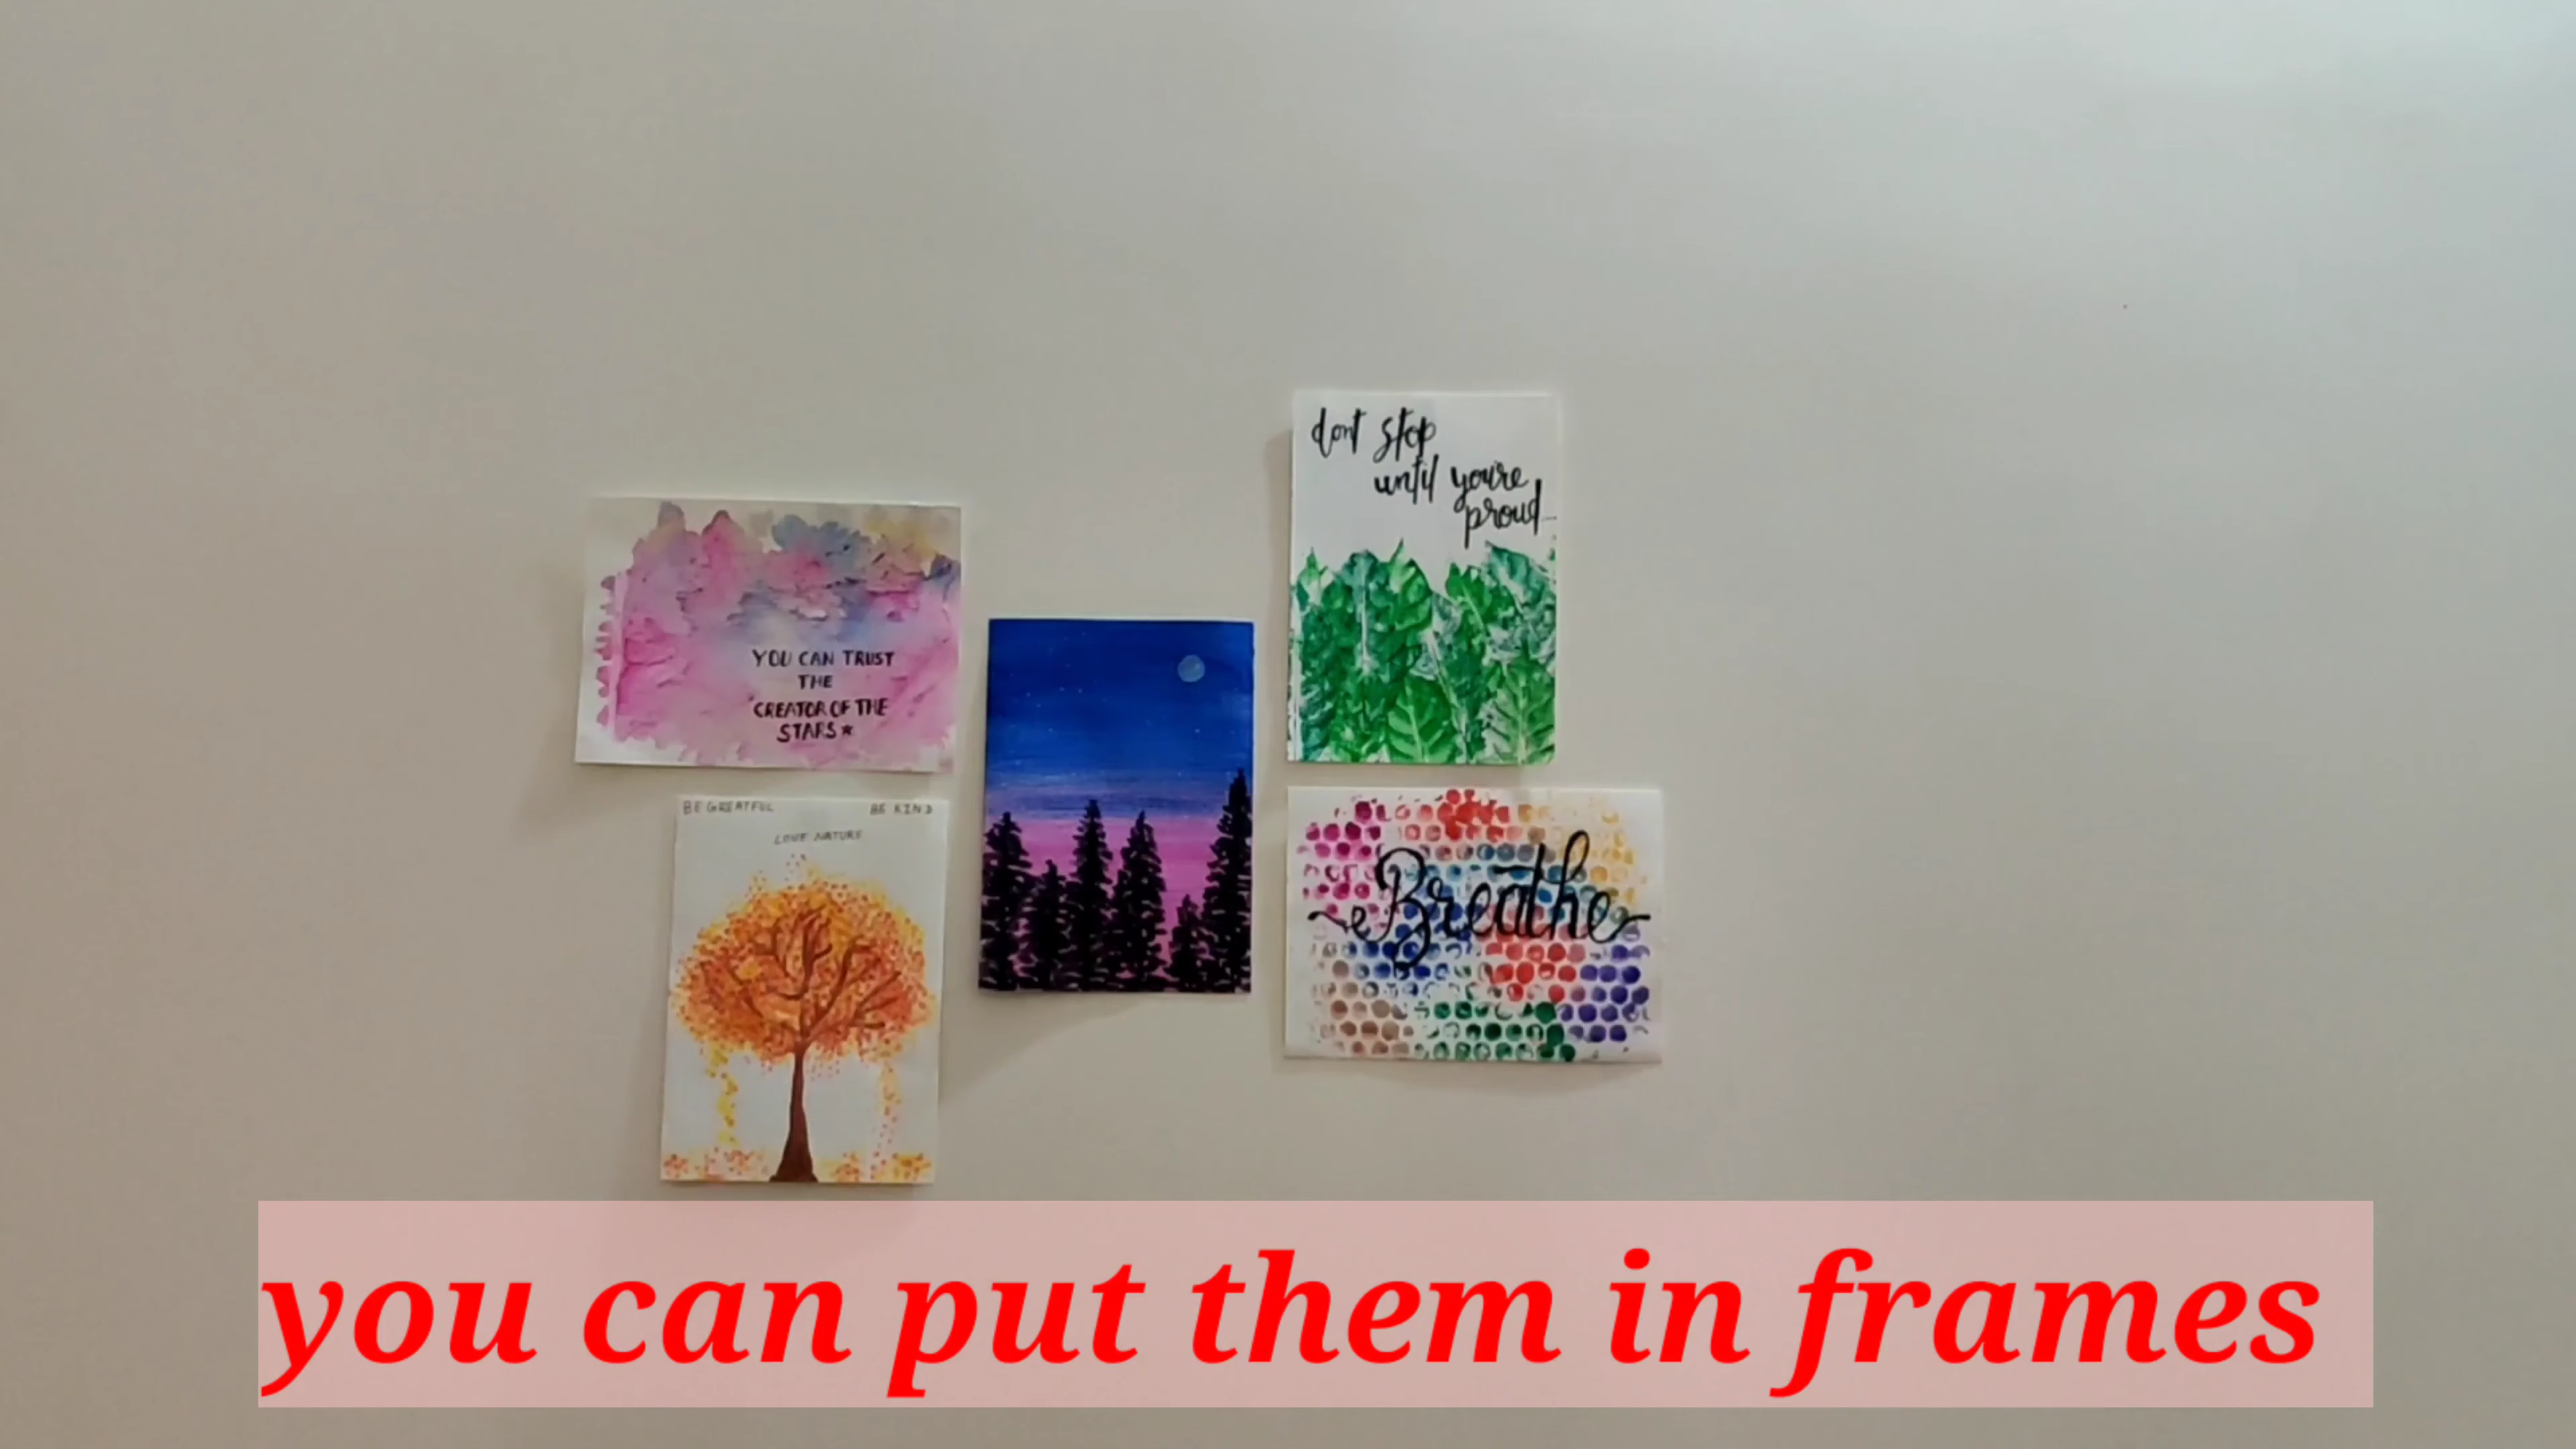 dont stop
until you're
proud
YOU CAN TRUST
THE
CREATOR OF THE
STARS★
BE GREATFUL BE KIND
LOVE NATURE
Breathe
you can put them in frames